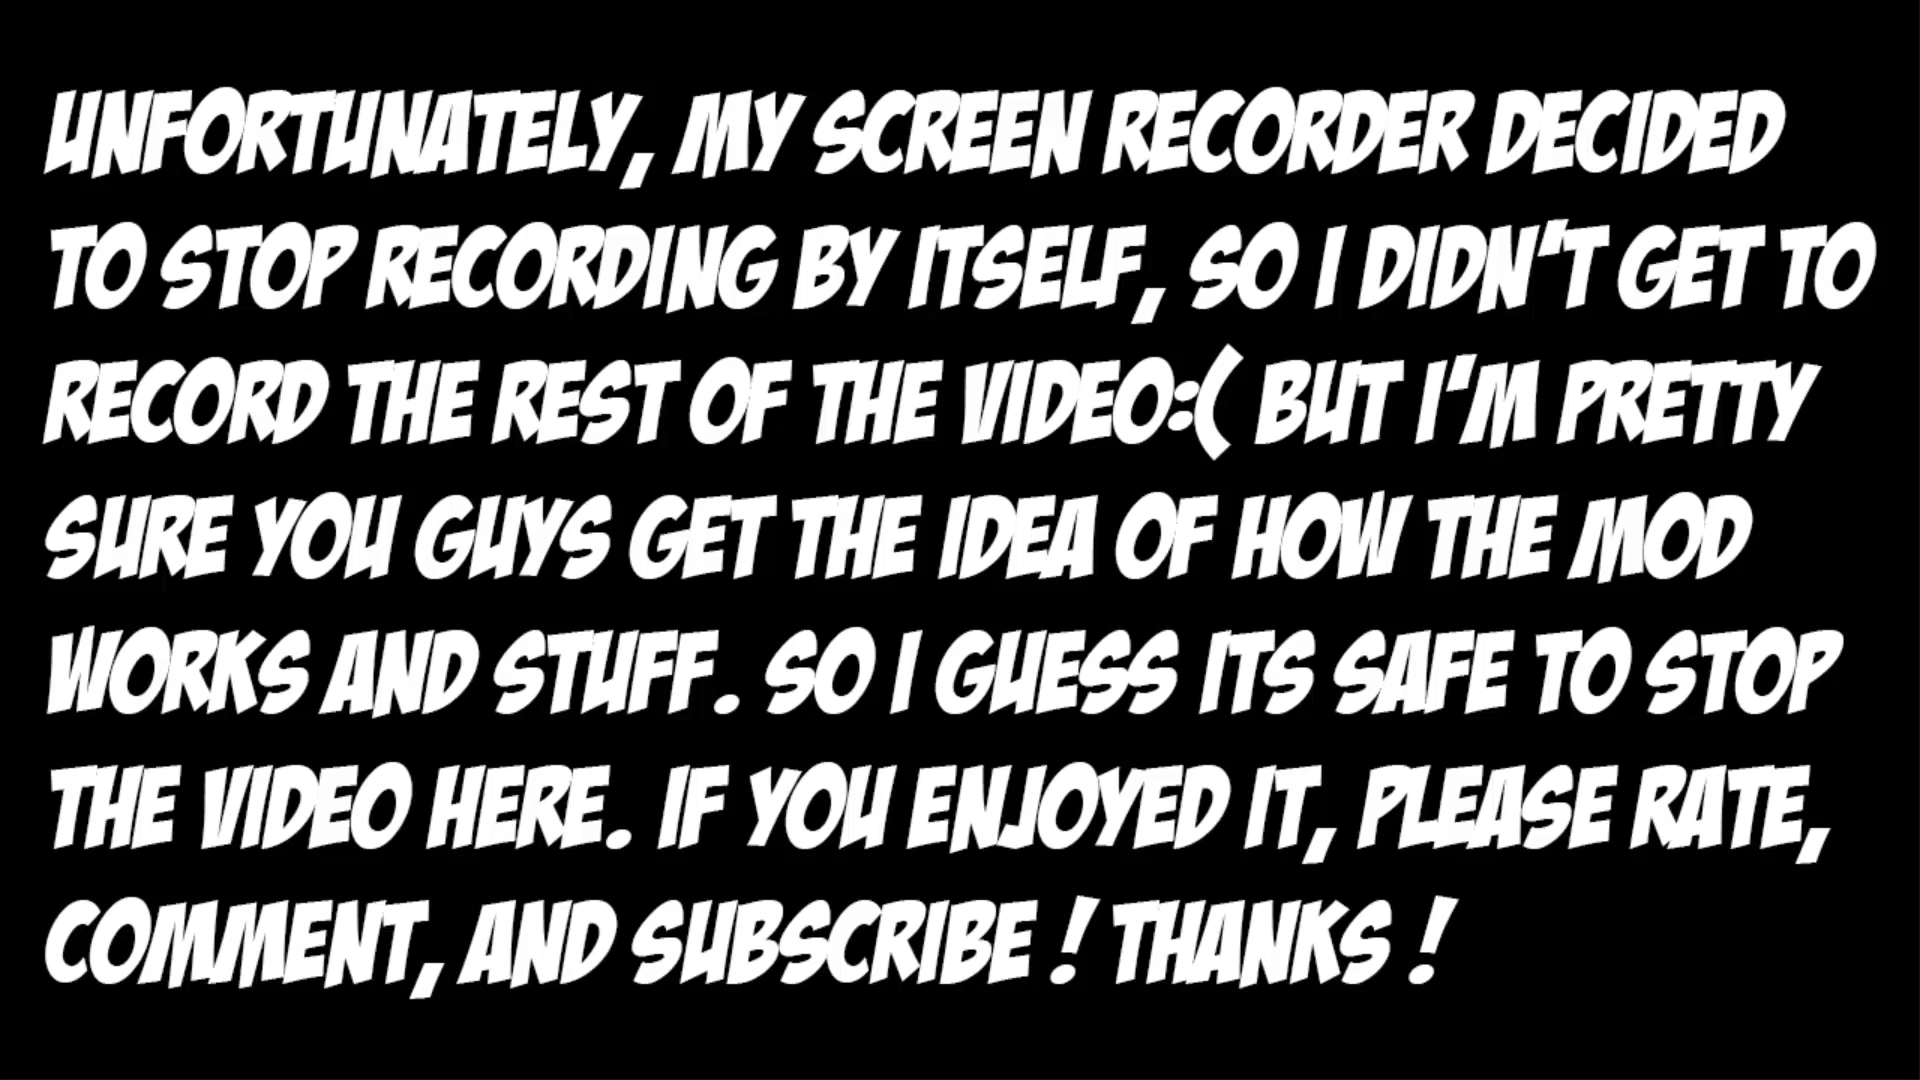 UNFORTUNATELY, MY SCREEN RECORDER DECIDED
TO STOP RECORDING BY ITSELF, SO I DIDN'T GET TO
RECORD THE REST OF THE VIDEO:( BUT I'M PRETTY
SURE YOU GUYS GET THE IDEA OF HOW THE MOD
WORKS AND STUFF. SO I GUESS ITS SAFE TO STOP
THE VIDEO HERE. IF YOU ENJOYED IT, PLEASE RATE,
COMMENT, AND SUBSCRIBE! THANKS!